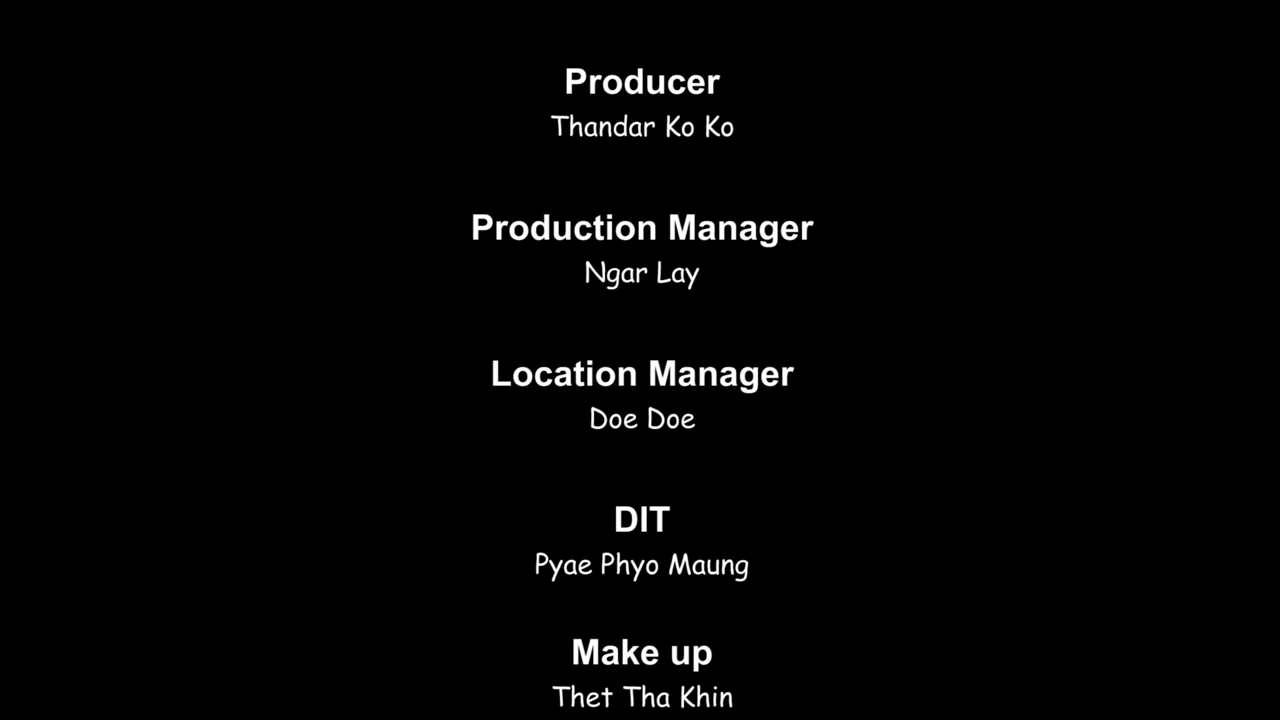 Producer
Thandar Ko Ko
Production Manager
Ngar Lay
Location Manager
Doe Doe
DIT
Pyae Phyo Maung
Make up
Thet Tha Khin